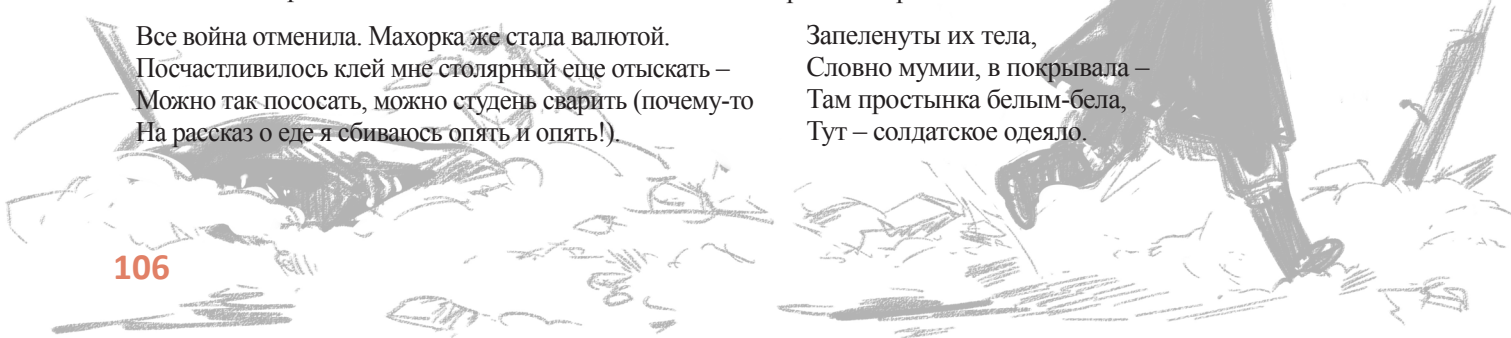 Все война отменила. Махорка же стала валютой.
Посчастливилось клей мне столярный еще отыскать –
Можно так пососать, можно студень сварить (почему-то
На рассказ о еде я сбиваюсь опять и опять!).
Запеленуты их тела,
Словно мумии, в покрывала –
Там простынка белым-бела,
Тут – солдатское одеяло.
106